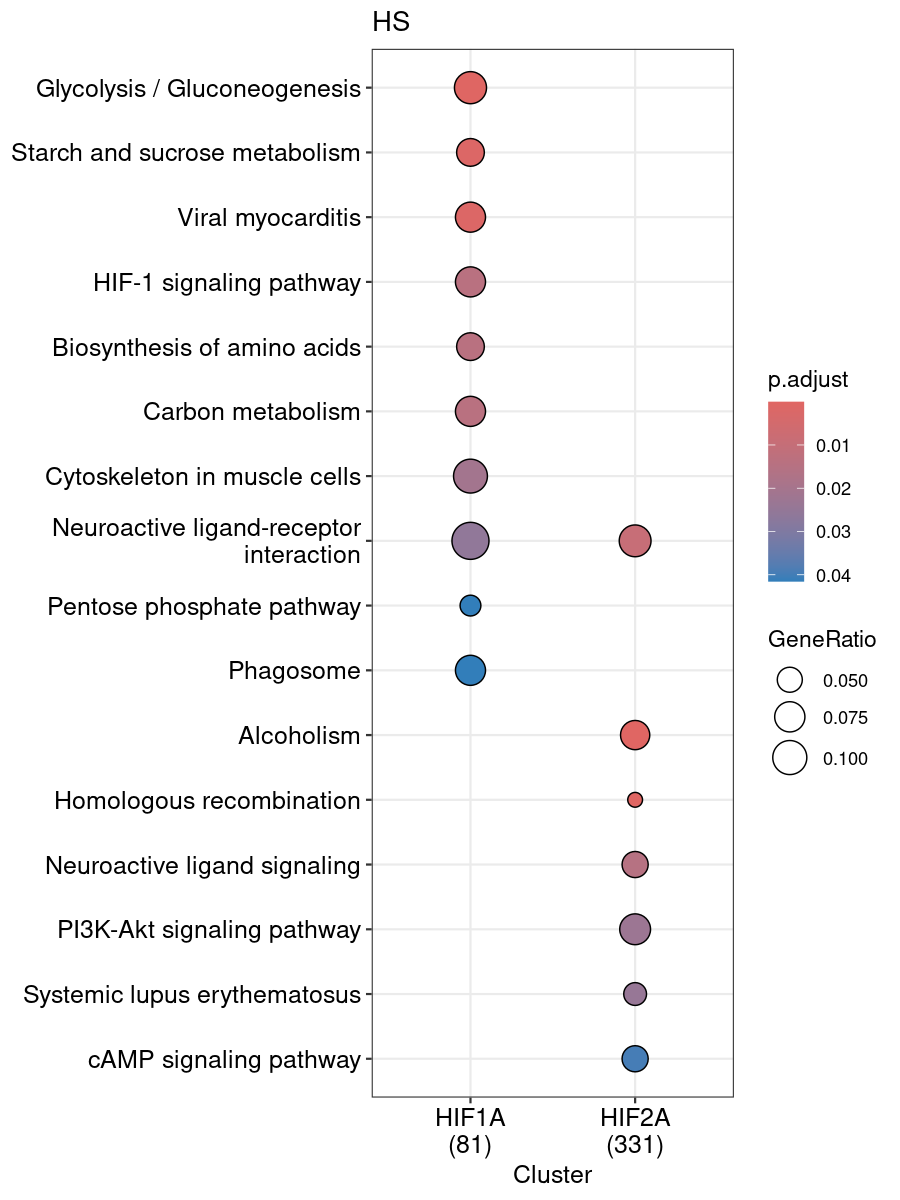 HS
Glycolysis / Gluconeogenesis
Starch and sucrose metabolism
Viral myocarditis
HIF-1 signaling pathway
Biosynthesis of amino acids
Carbon metabolism
Cytoskeleton in muscle cells
Neuroactive ligand-receptor
interaction
Pentose phosphate pathway
Phagosome
Alcoholism
Homologous recombination
Neuroactive ligand signaling
PI3K-Akt signaling pathway
Systemic lupus erythematosus
cAMP signaling pathway
HIF1A HIF2A
(81) (331)
Cluster
p.adjust
0.01
0.02
0.03
0.04
GeneRatio
0.050
0.075
0.100